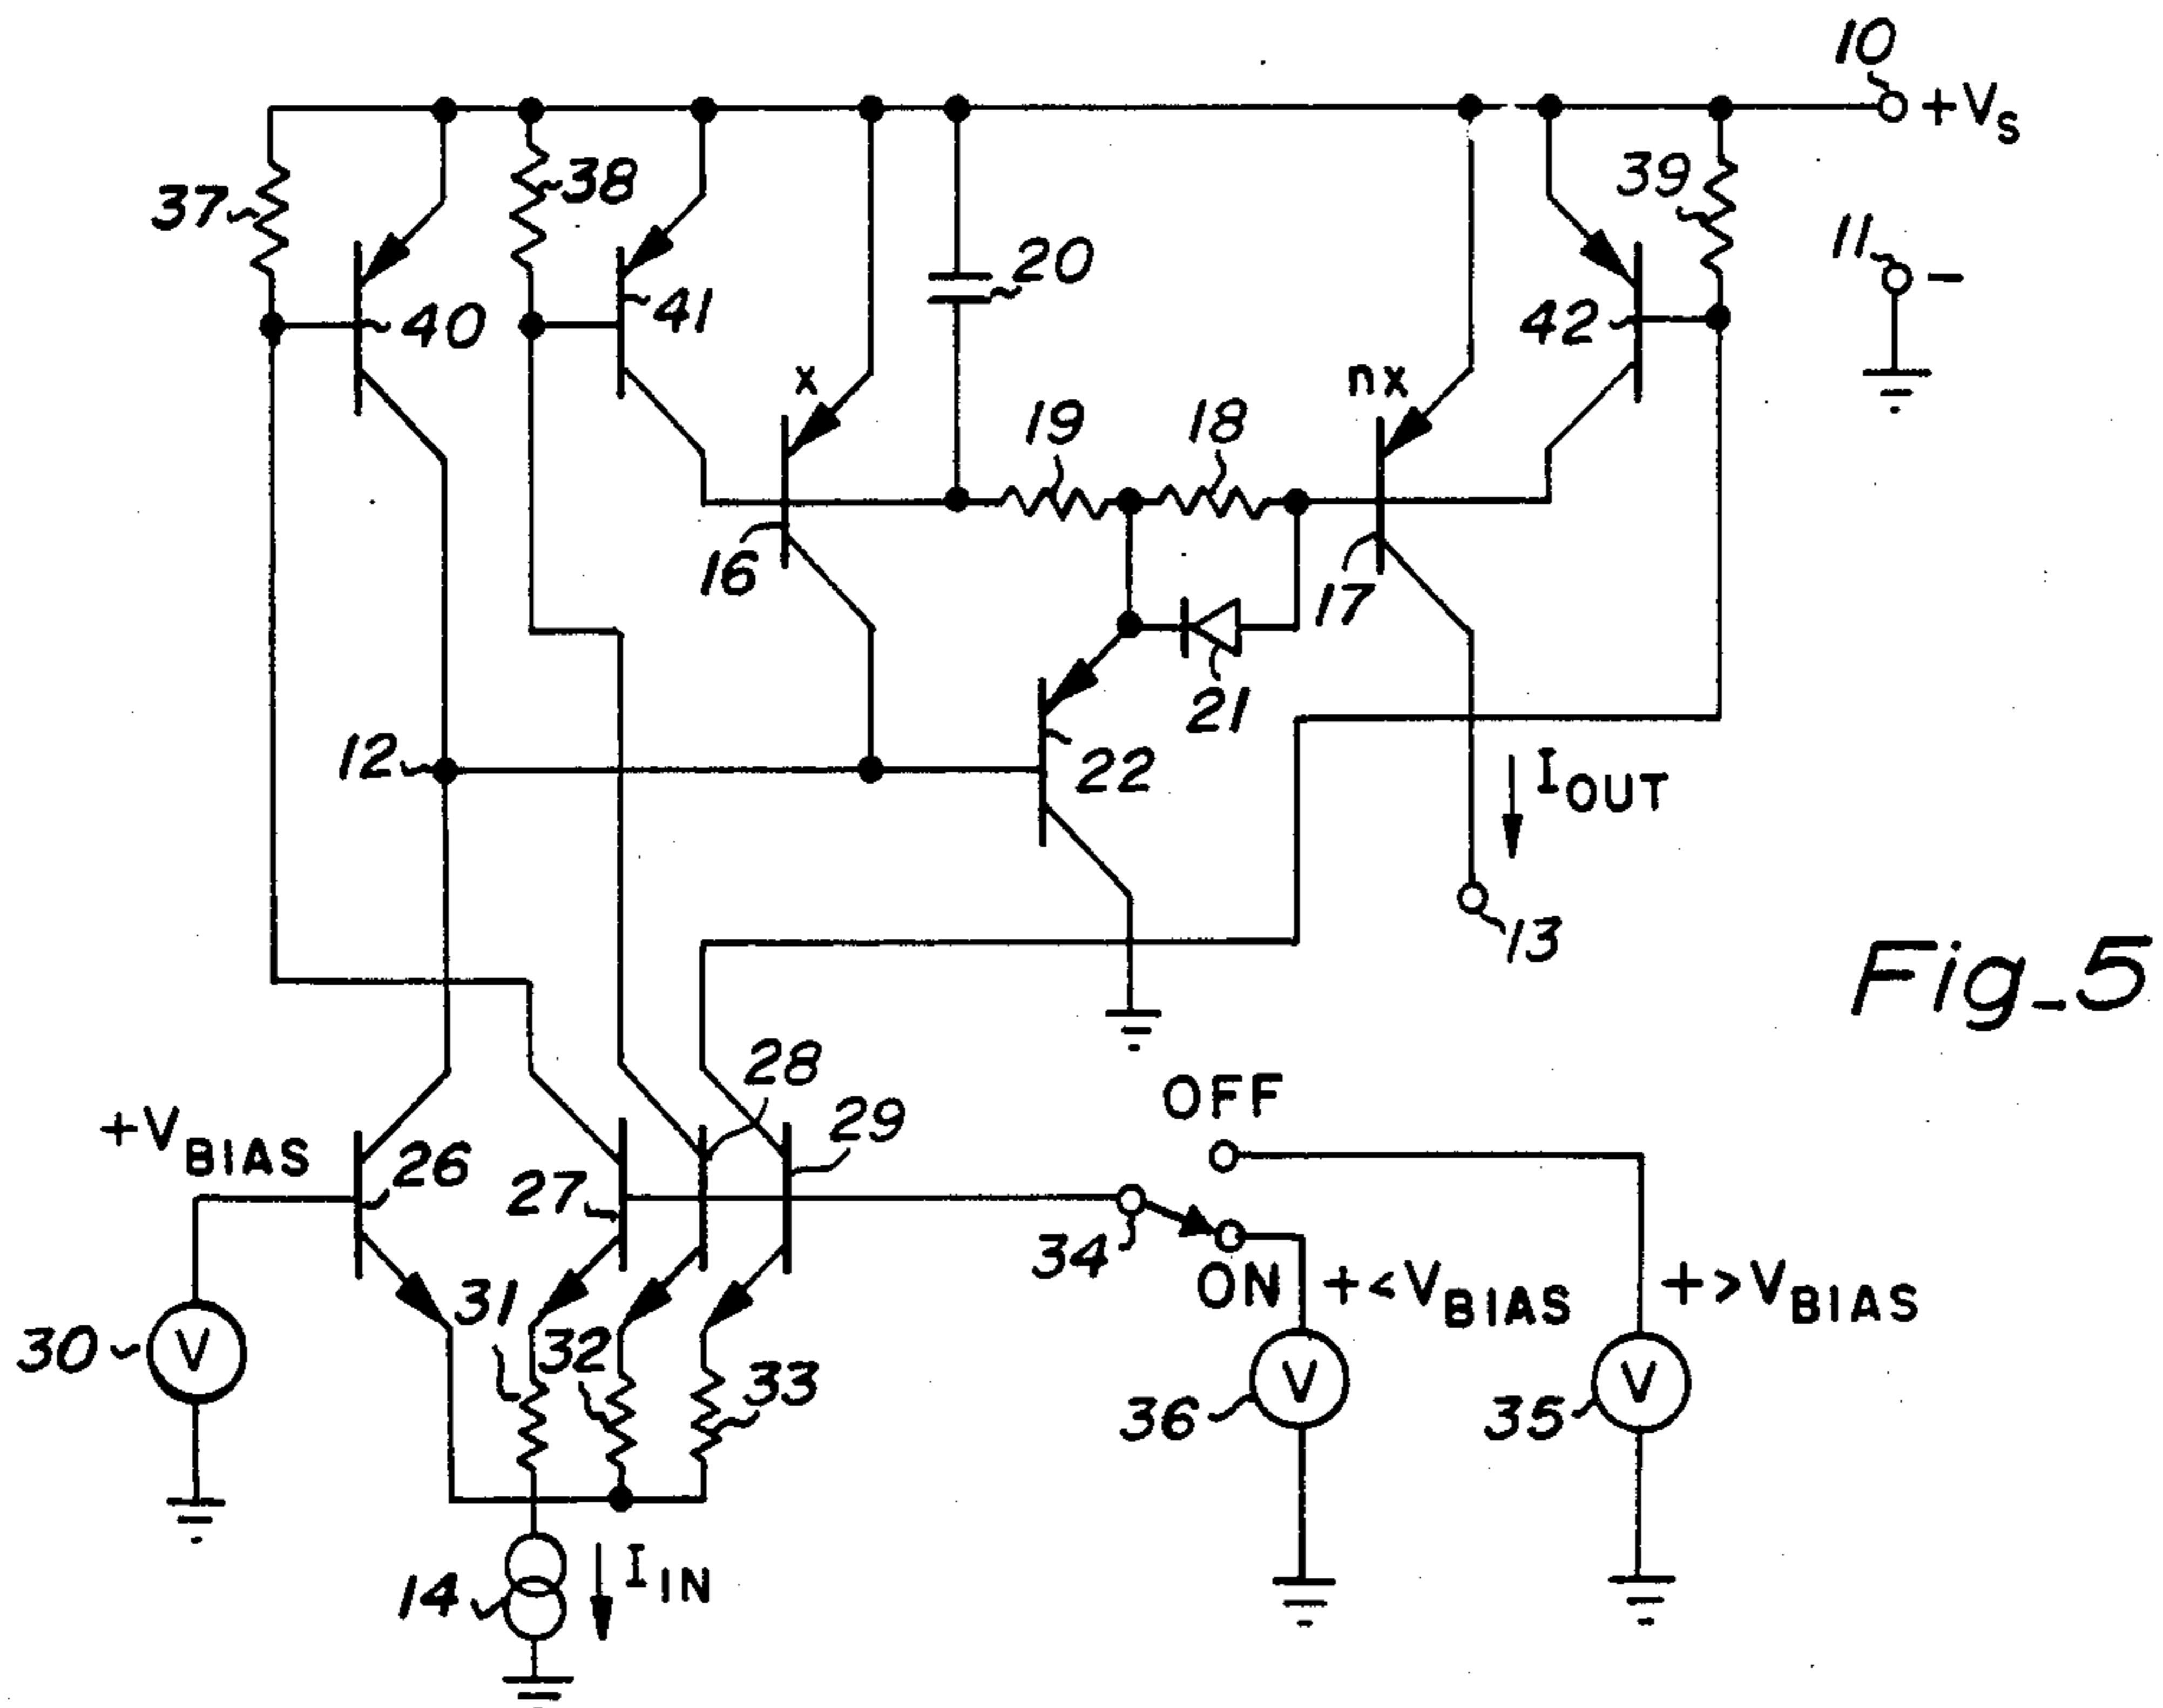 10
+VS
37
38
39
11
−
40
41
20
42
x
nx
19
18
16
17
21
12
22
IOUT
13
Fig_5
28
29
OFF
+VBIAS
26
27
34
ON
+<VBIAS
+>VBIAS
31
32
33
30
V
V
V
36
35
14
IIN